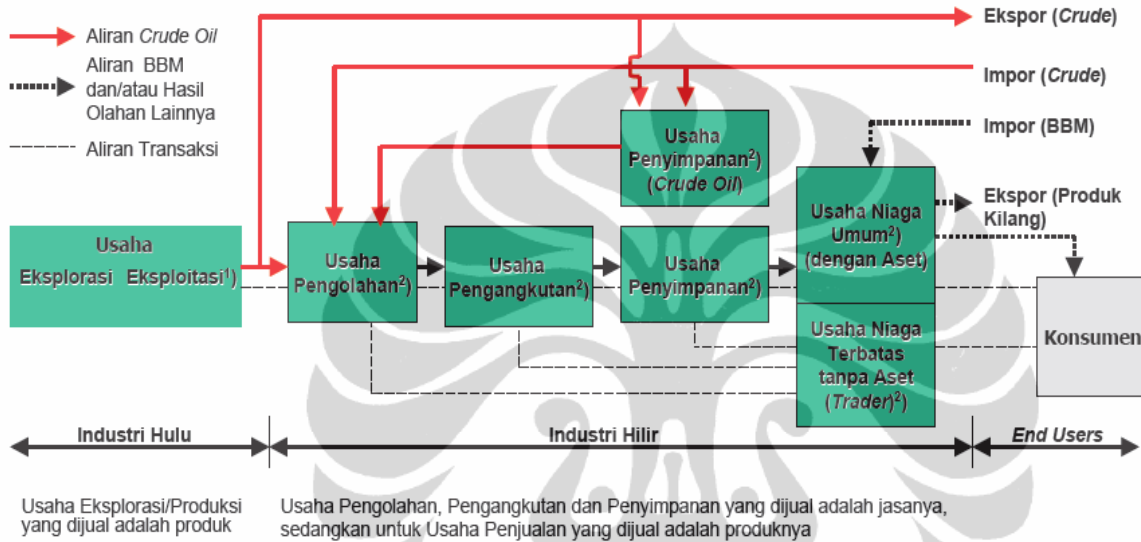 Aliran Crude Oil
Aliran BBM
dan/atau Hasil
Olahan Lainnya
Aliran Transaksi
Ekspor (Crude)
Impor (Crude)
Impor (BBM)
Ekspor (Produk
Kilang)
Usaha
Penyimpanan²)
(Crude Oil)
Usaha
Eksplorasi Eksploitasi¹)
Usaha
Pengolahan²)
Usaha
Pengangkutan²)
Usaha
Penyimpanan²)
Usaha Niaga
Umum²)
(dengan Aset)
Usaha Niaga
Terbatas
tanpa Aset
(Trader)²)
Konsumen
Industri Hulu
Industri Hilir
End Users
Usaha Eksplorasi/Produksi
yang dijual adalah produk
Usaha Pengolahan, Pengangkutan dan Penyimpanan yang dijual adalah jasanya,
sedangkan untuk Usaha Penjualan yang dijual adalah produknya